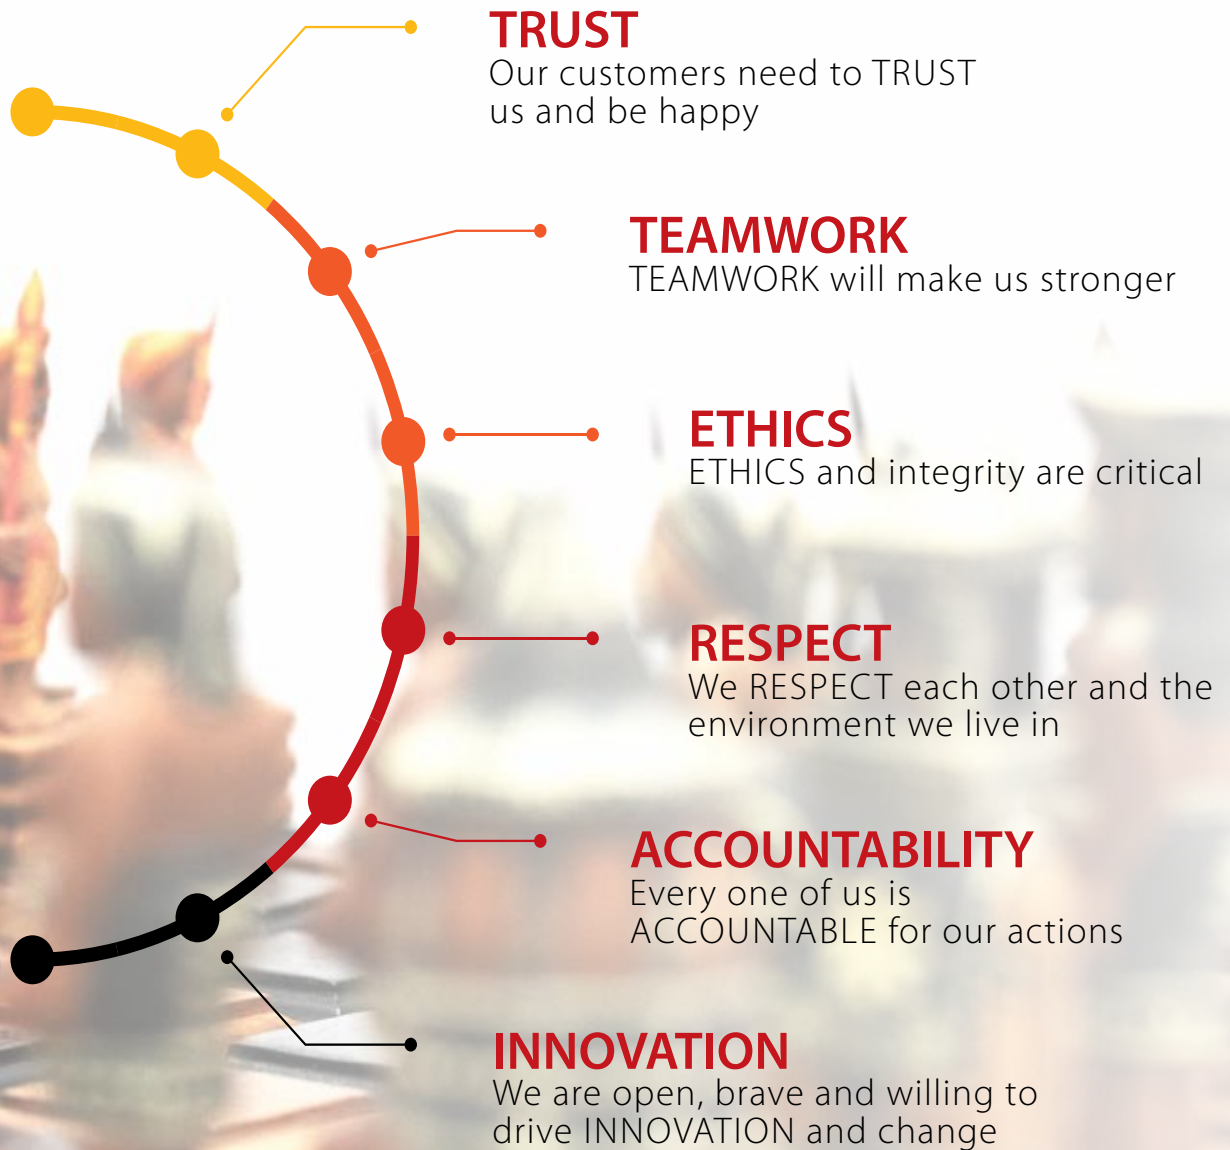 TRUST
Our customers need to TRUST
us and be happy
TEAMWORK
TEAMWORK will make us stronger
ETHICS
ETHICS and integrity are critical
RESPECT
We RESPECT each other and the
environment we live in
ACCOUNTABILITY
Every one of us is
ACCOUNTABLE for our actions
INNOVATION
We are open, brave and willing to
drive INNOVATION and change